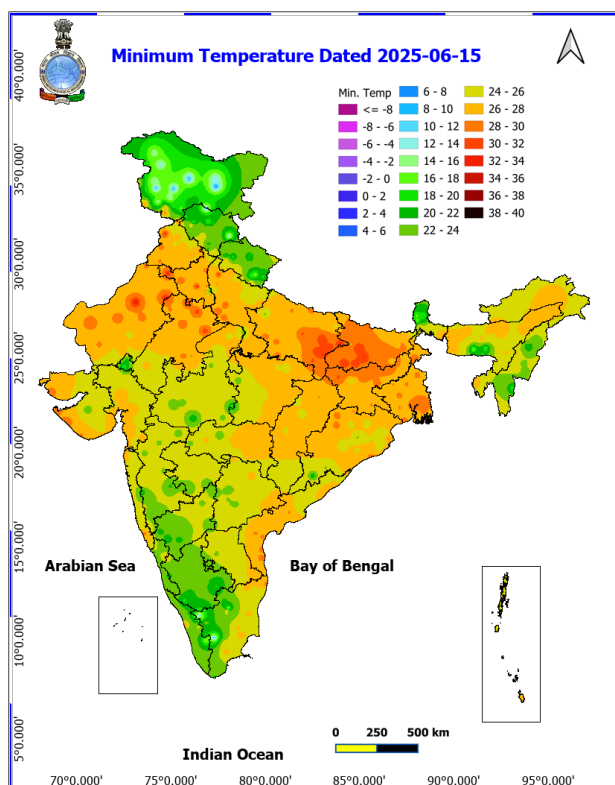 Minimum Temperature Dated 2025-06-15
Min. Temp
<= -8
-8 - -6
-6 - -4
-4 - -2
-2 - 0
0 - 2
2 - 4
4 - 6
6 - 8
8 - 10
10 - 12
12 - 14
14 - 16
16 - 18
18 - 20
20 - 22
22 - 24
24 - 26
26 - 28
28 - 30
30 - 32
32 - 34
34 - 36
36 - 38
38 - 40
40°0.000'
35°0.000'
30°0.000'
25°0.000'
20°0.000'
15°0.000'
10°0.000'
5°0.000'
Arabian Sea
Bay of Bengal
Indian Ocean
0 250 500 km
70°0.000' 75°0.000' 80°0.000' 85°0.000' 90°0.000' 95°0.000'